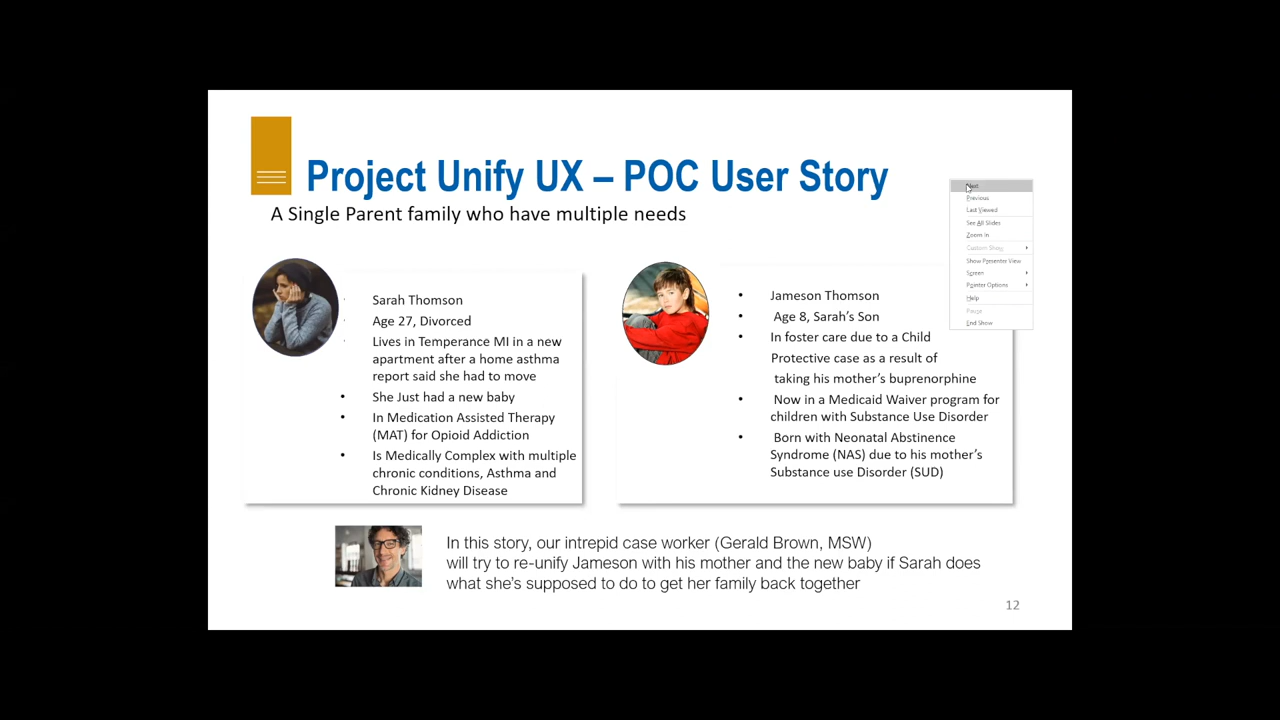 Project Unify UX – POC User Story
A Single Parent family who have multiple needs
Next
Previous
Last Viewed
See All Slides
Zoom In
Custom Show
Show Presenter View
Screen
Pointer Options
Help
Pause
End Show
Sarah Thomson
Age 27, Divorced
Lives in Temperance MI in a new
apartment after a home asthma
report said she had to move
• She Just had a new baby
• In Medication Assisted Therapy
(MAT) for Opioid Addiction
• Is Medically Complex with multiple
chronic conditions, Asthma and
Chronic Kidney Disease
• Jameson Thomson
• Age 8, Sarah’s Son
• In foster care due to a Child
Protective case as a result of
taking his mother’s buprenorphine
• Now in a Medicaid Waiver program for
children with Substance Use Disorder
• Born with Neonatal Abstinence
Syndrome (NAS) due to his mother’s
Substance use Disorder (SUD)
In this story, our intrepid case worker (Gerald Brown, MSW)
will try to re-unify Jameson with his mother and the new baby if Sarah does
what she’s supposed to do to get her family back together
12